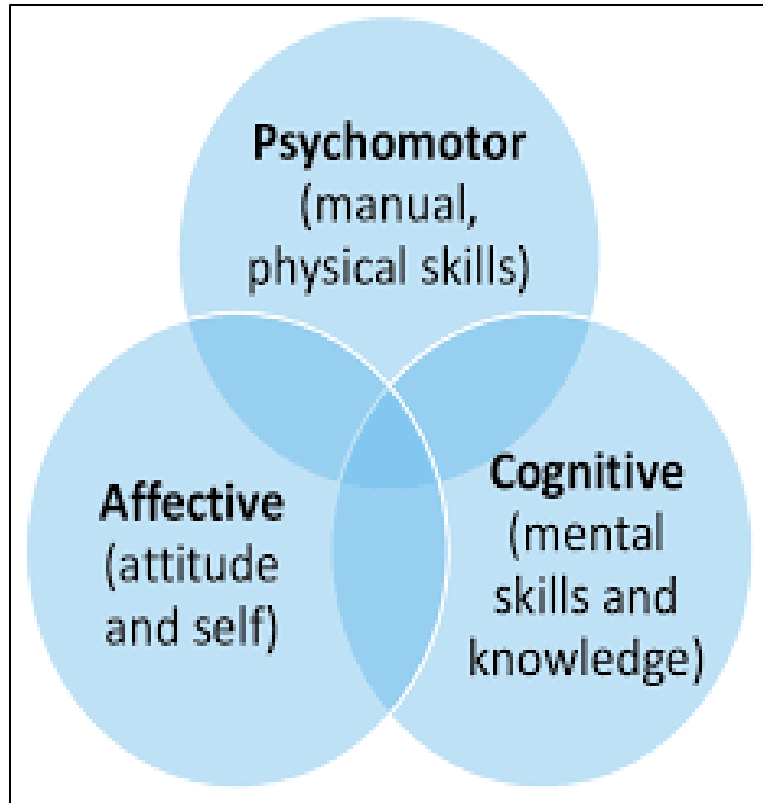 Psychomotor
(manual,
physical skills)
Affective
(attitude
and self)
Cognitive
(mental
skills and
knowledge)